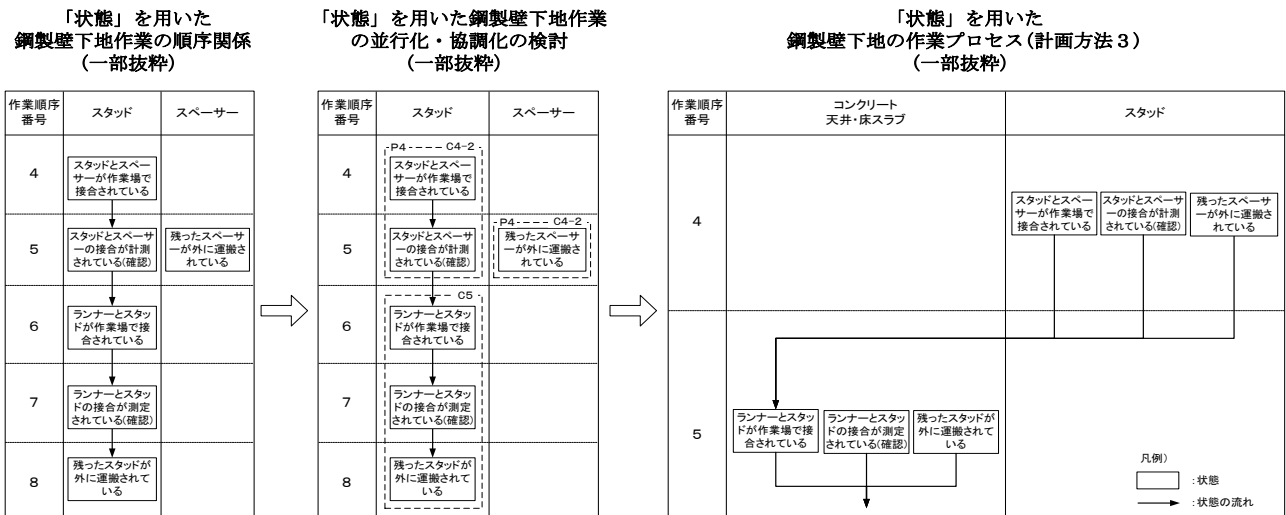 「状態」を用いた
鋼製壁下地作業の順序関係
(一部抜粋)
作業順序
番号
スタッド
スペーサー
4
スタッドとスペー
サーが作業場で
接合されている
5
スタッドとスペーサ
ーの接合が計測
されている(確認)
残ったスペーサ
ーが外に運搬さ
れている
6
ランナーとスタッ
ドが作業場で接
合されている
7
ランナーとスタッ
ドの接合が測定
されている(確認)
8
残ったスタッドが
外に運搬されて
いる
「状態」を用いた鋼製壁下地作業
の並行化・協調化の検討
(一部抜粋)
作業順序
番号
スタッド
スペーサー
4
P4
C4-2
スタッドとスペー
サーが作業場で
接合されている
5
スタッドとスペーサ
ーの接合が計測
されている(確認)
P4
C4-2
残ったスペーサ
ーが外に運搬さ
れている
6
C5
ランナーとスタッ
ドが作業場で接
合されている
7
ランナーとスタッ
ドの接合が測定
されている(確認)
8
残ったスタッドが
外に運搬されて
いる
「状態」を用いた
鋼製壁下地の作業プロセス(計画方法3)
(一部抜粋)
作業順序
番号
コンクリート
天井・床スラブ
スタッド
4
スタッドとスペー
サーが作業場で
接合されている
スタッドとスペーサ
ーの接合が計測
されている(確認)
残ったスペーサ
ーが外に運搬さ
れている
5
ランナーとスタッ
ドが作業場で接
合されている
ランナーとスタッ
ドの接合が測定
されている(確認)
残ったスタッドが
外に運搬されて
いる
凡例)
:状態
:状態の流れ